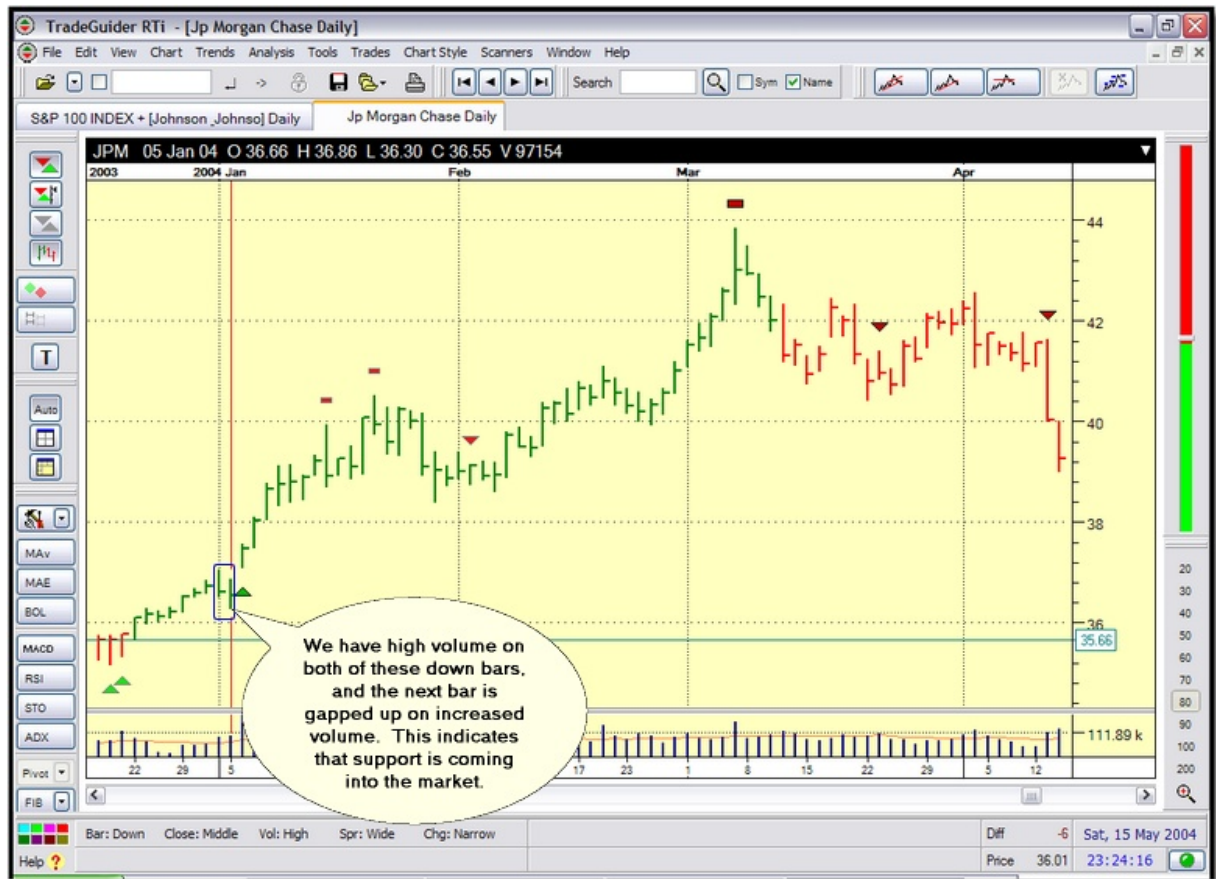 TradeGuider RTi - [Jp Morgan Chase Daily]
File Edit View Chart Trends Analysis Tools Trades Chart Style Scanners Window Help
Search Sym Name
S&P 100 INDEX + [Johnson_Johnso] Daily Jp Morgan Chase Daily
JPM 05 Jan 04 O 36.66 H 36.86 L 36.30 C 36.55 V 97154
2003 2004 Jan Feb Mar Apr
44
42
40
38
36
35.66
T
Auto
MAv
MAE
BOL
MACD
RSI
STO
ADX
Pivot
FIB
We have high volume on
both of these down bars,
and the next bar is
gapped up on increased
volume. This indicates
that support is coming
into the market.
111.89 k
22 29 5 17 23 1 8 15 22 29 5 12
20
30
40
50
60
70
80
90
100
200
Bar: Down Close: Middle Vol: High Spr: Wide Chg: Narrow Diff -6 Sat, 15 May 2004
Help ? Price 36.01 23:24:16